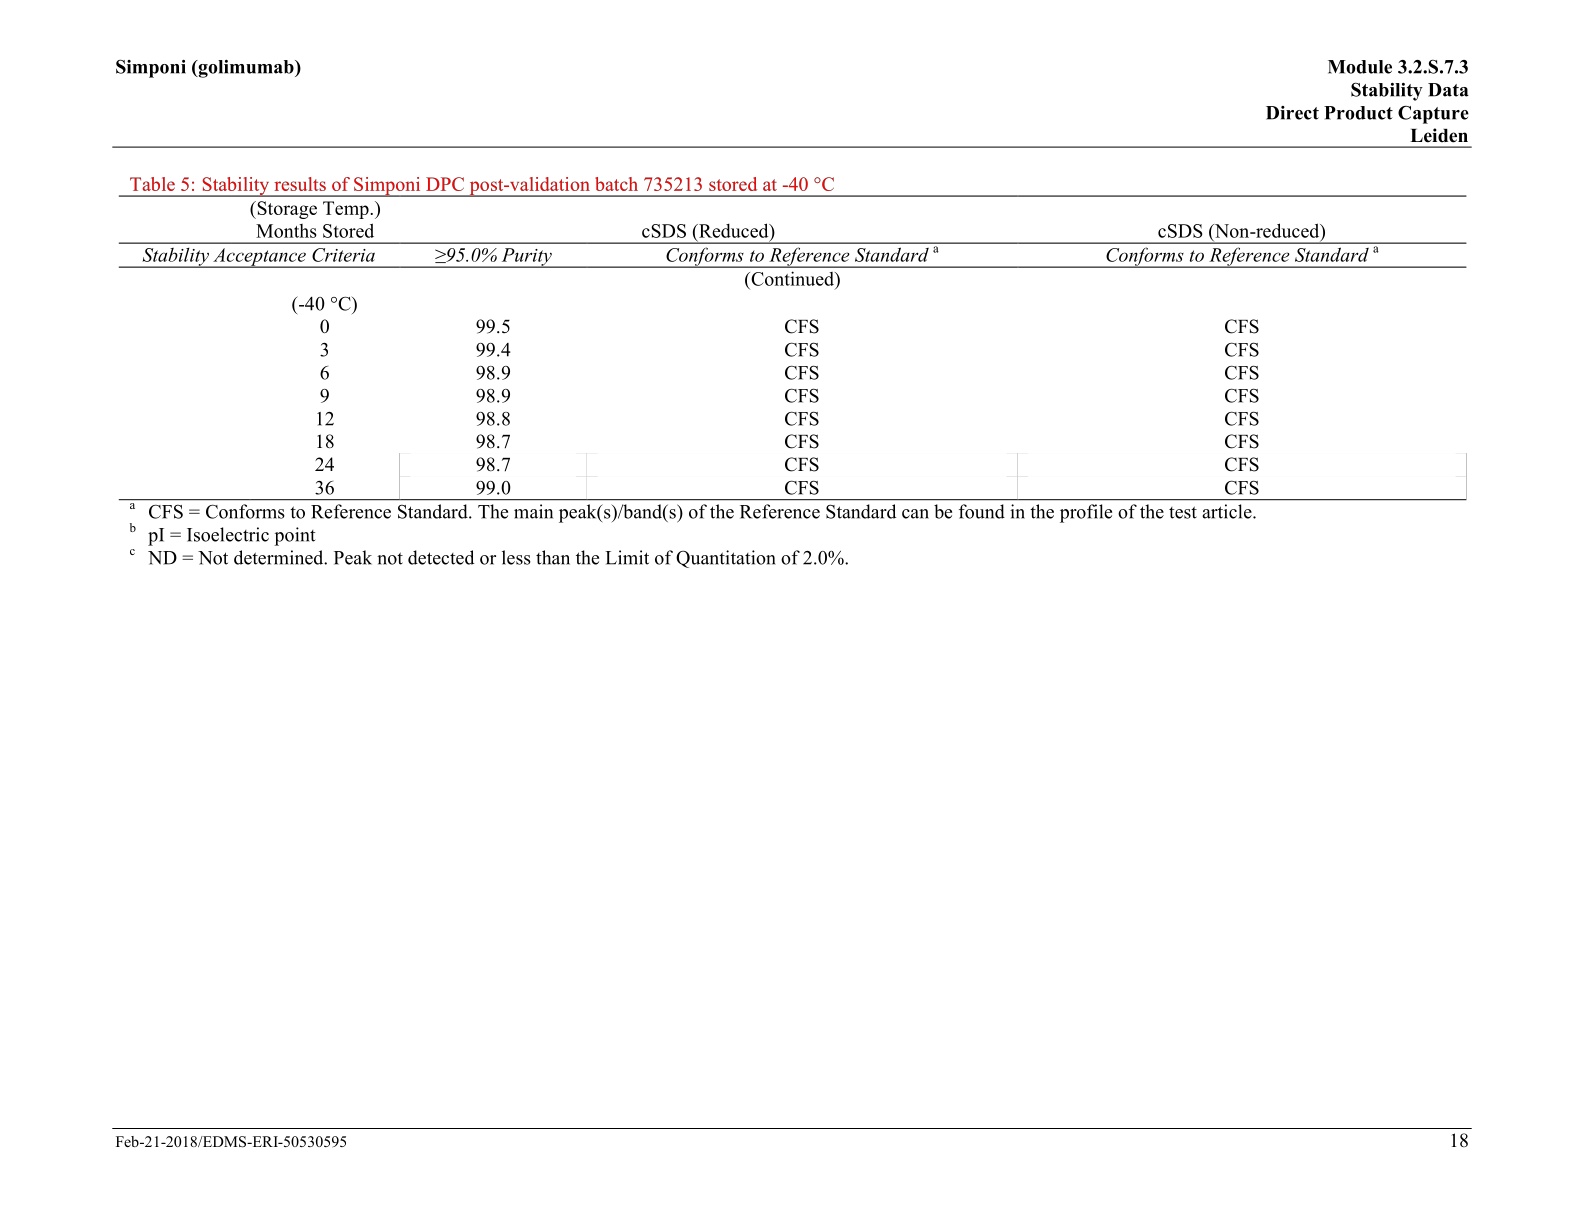 Simponi (golimumab)
Module 3.2.S.7.3
Stability Data
Direct Product Capture
Leiden
Table 5: Stability results of Simponi DPC post-validation batch 735213 stored at -40 °C
(Storage Temp.)
Months Stored cSDS (Reduced) cSDS (Non-reduced)
Stability Acceptance Criteria ≥95.0% Purity Conforms to Reference Standard a Conforms to Reference Standard a
(Continued)
(-40 °C)
0 99.5 CFS CFS
3 99.4 CFS CFS
6 98.9 CFS CFS
9 98.9 CFS CFS
12 98.8 CFS CFS
18 98.7 CFS CFS
24 98.7 CFS CFS
36 99.0 CFS CFS
a CFS = Conforms to Reference Standard. The main peak(s)/band(s) of the Reference Standard can be found in the profile of the test article.
b pI = Isoelectric point
c ND = Not determined. Peak not detected or less than the Limit of Quantitation of 2.0%.
Feb-21-2018/EDMS-ERI-50530595 18